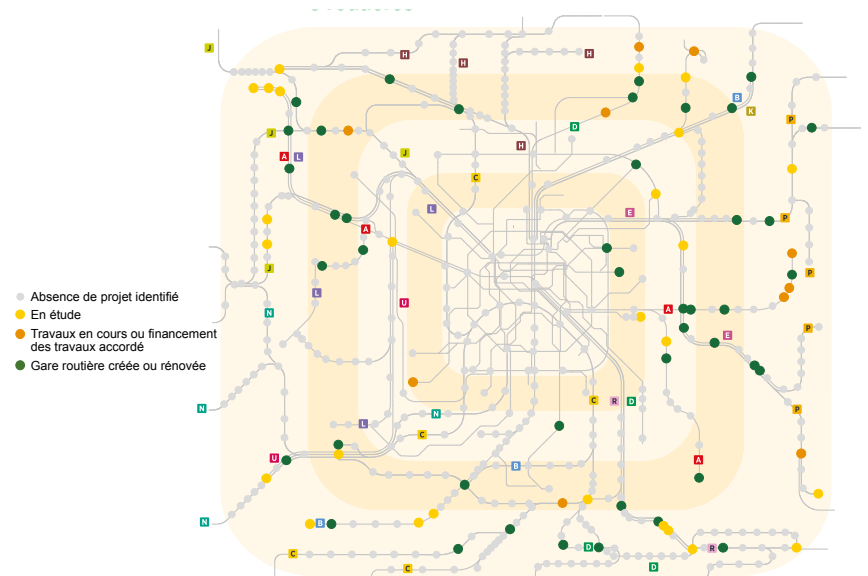 J
H
H
H
B
K
P
D
J
H
J
A
L
C
L
E
P
A
J
P
L
U
N
A
P
E
N
C
R
D
P
N
L
C
U
B
A
N
B
C
D
R
C
D
Absence de projet identifié
En étude
Travaux en cours ou financement
des travaux accordé
Gare routière créée ou rénovée